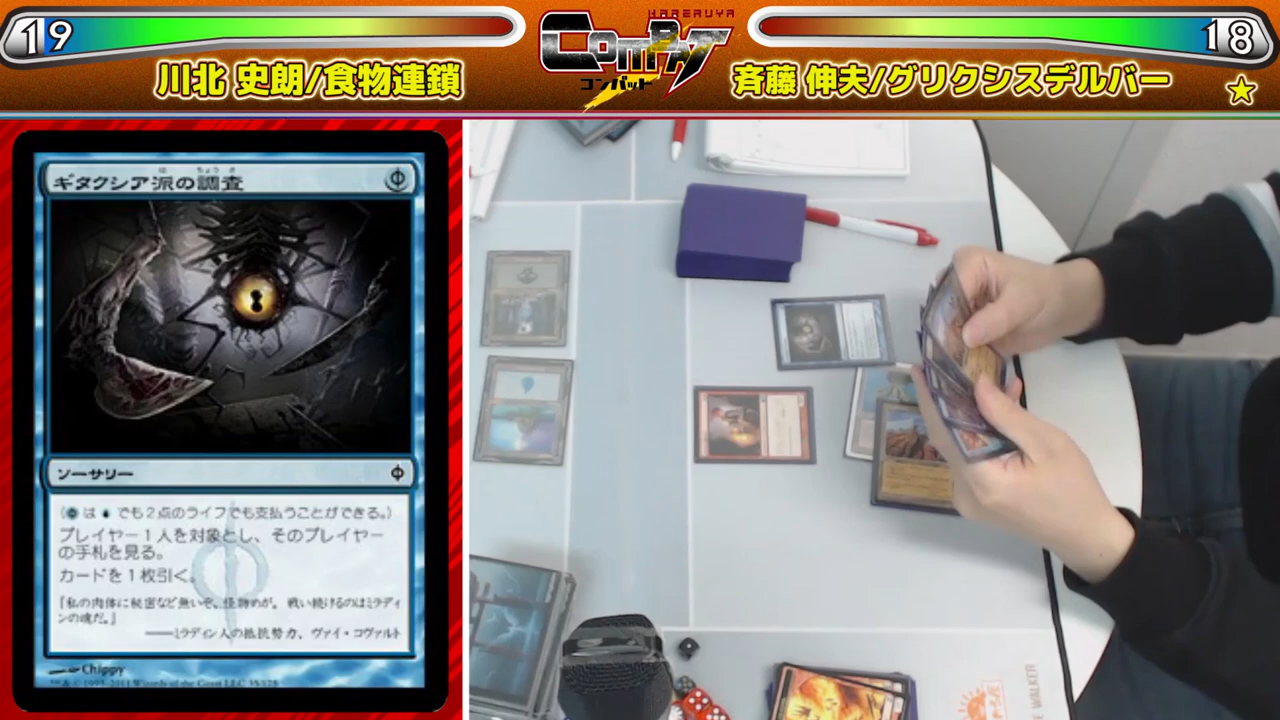 19
HARERUYA
COMBAT
コンバット
18
川北 史朗/食物連鎖
斉藤 伸夫/グリクシスデルバー
ギタクシア派の調査
は ちょう さ
ソーサリー
(はでも2点のライフでも支払うことができる。)
プレイヤー1人を対象とし、そのプレイヤー
の手札を見る。
カードを1枚引く。
「私の肉体に秘密など無いぞ、怪物めが。 戦い続けるのはミラディ
ンの魂だ。」
――ミラディン人の抵抗勢力、ヴァイ・コヴァルト
Chippy